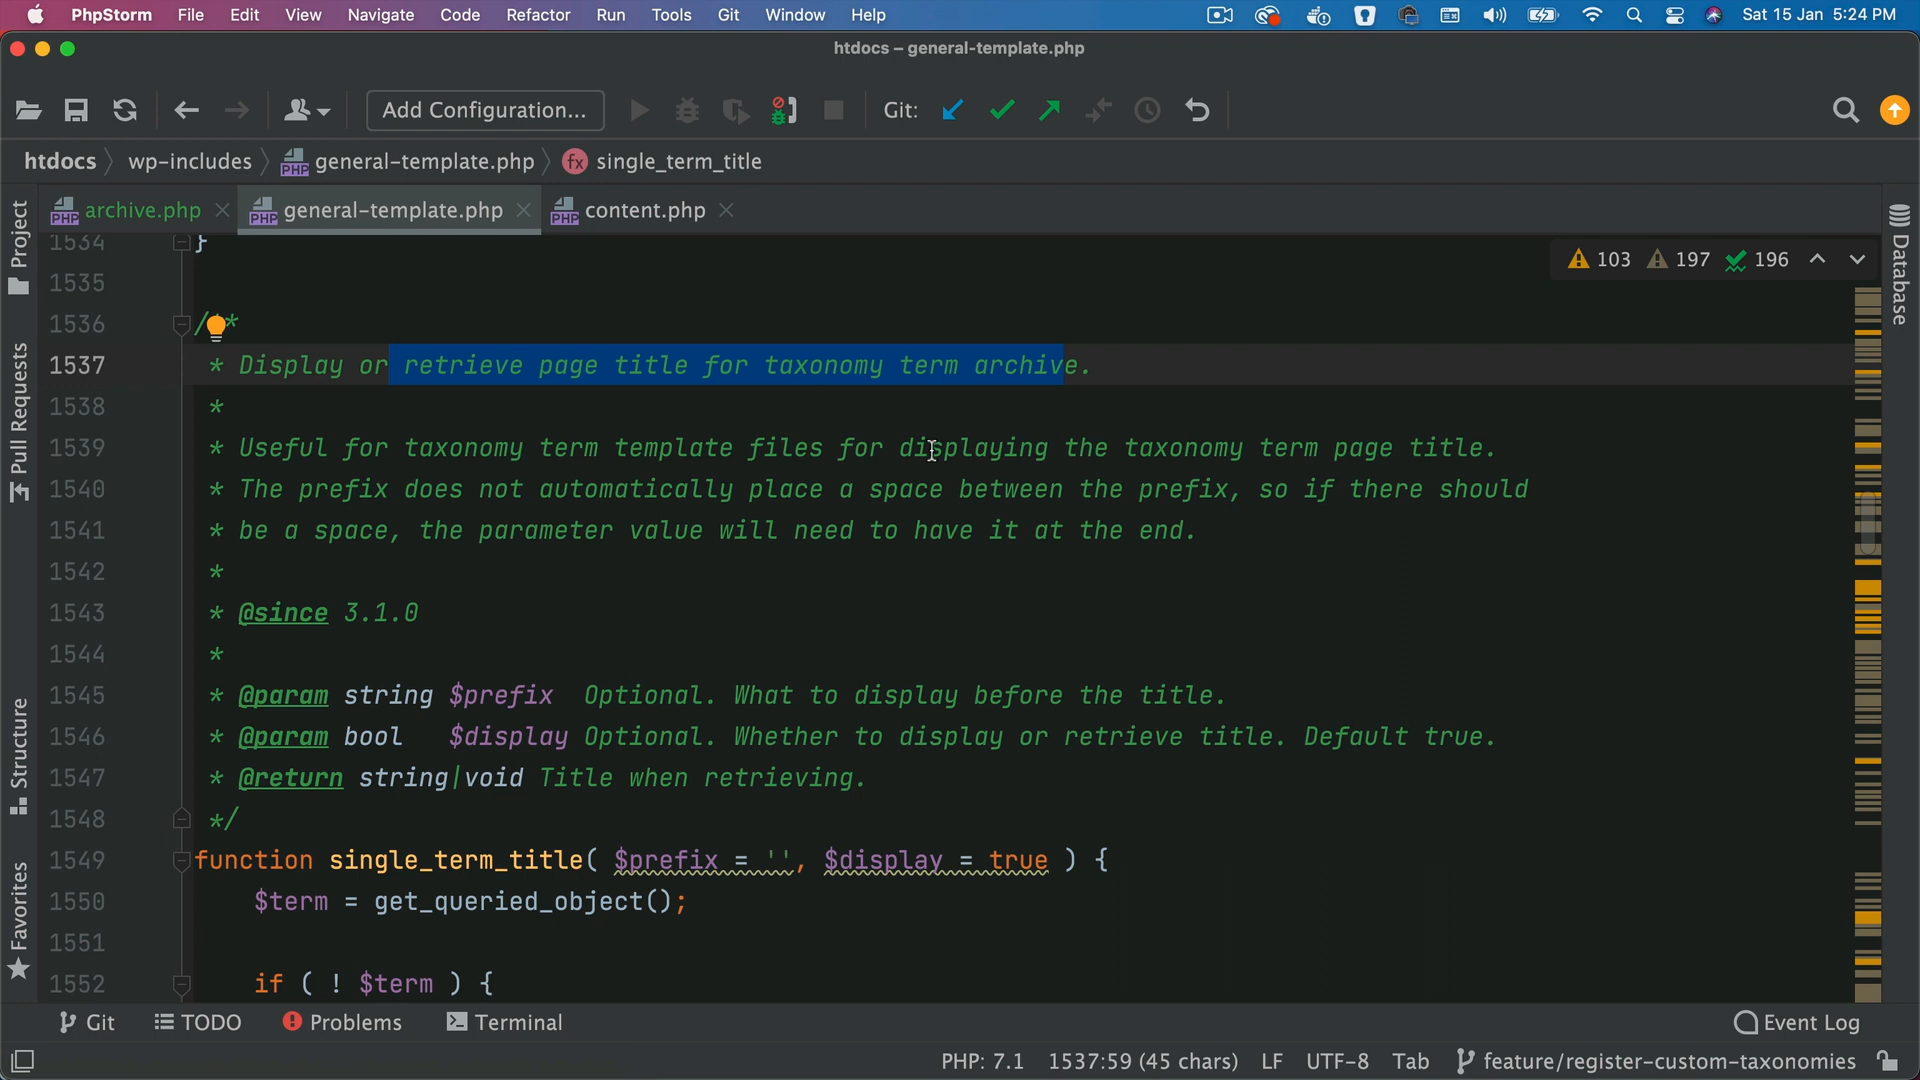 PhpStorm File Edit View Navigate Code Refactor Run Tools Git Window Help Sat 15 Jan 5:24 PM
htdocs – general-template.php
Add Configuration... Git:
htdocs wp-includes general-template.php single_term_title
archive.php general-template.php content.php
Project
Pull Requests
Structure
Favorites
Database
103 197 196
1534 }
1535
1536 /**
1537 * Display or retrieve page title for taxonomy term archive.
1538 *
1539 * Useful for taxonomy term template files for displaying the taxonomy term page title.
1540 * The prefix does not automatically place a space between the prefix, so if there should
1541 * be a space, the parameter value will need to have it at the end.
1542 *
1543 * @since 3.1.0
1544 *
1545 * @param string $prefix  Optional. What to display before the title.
1546 * @param bool   $display Optional. Whether to display or retrieve title. Default true.
1547 * @return string|void Title when retrieving.
1548 */
1549 function single_term_title( $prefix = '', $display = true ) {
1550 $term = get_queried_object();
1551
1552 if ( ! $term ) {
Git TODO Problems Terminal Event Log
PHP: 7.1 1537:59 (45 chars) LF UTF-8 Tab feature/register-custom-taxonomies